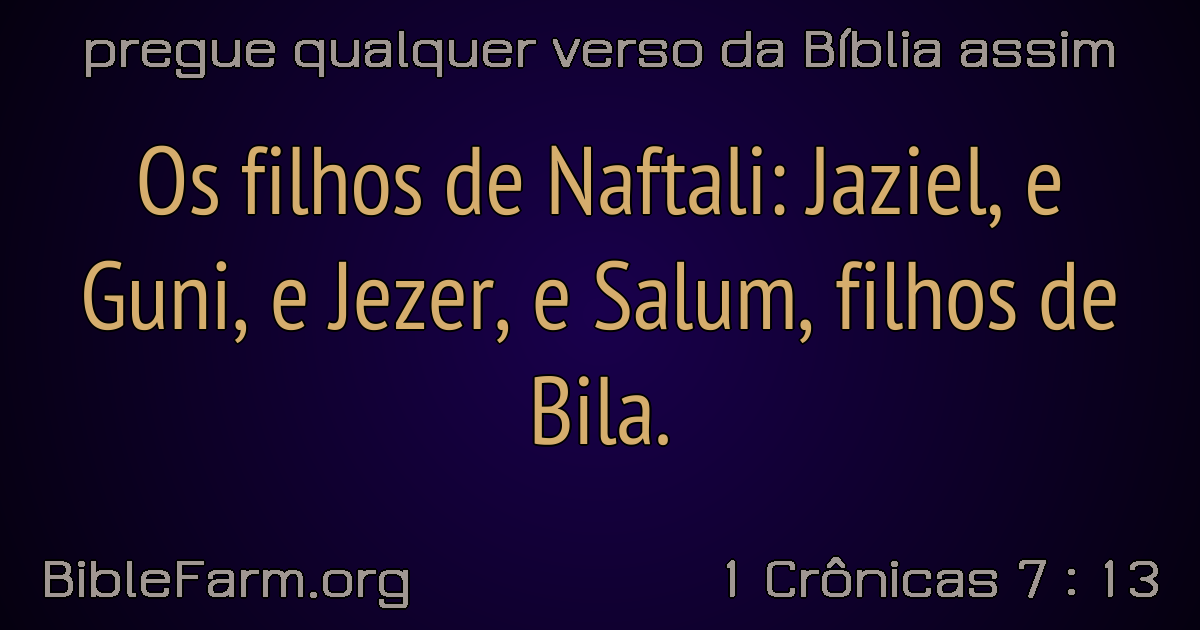 pregue qualquer verso da Bíblia assim
Os filhos de Naftali: Jaziel, e
Guni, e Jezer, e Salum, filhos de
Bila.
BibleFarm.org
1 Crônicas 7 : 13